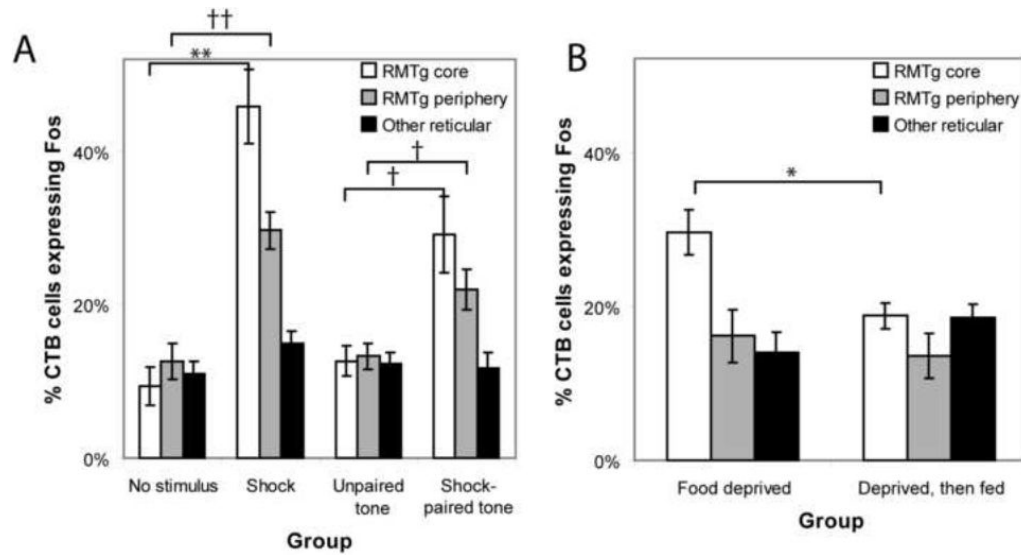 A
††
**
RMTg core
RMTg periphery
Other reticular
% CTB cells expressing Fos
40%
20%
0%
†
†
No stimulus
Shock
Unpaired tone
Shock-paired tone
Group
B
RMTg core
RMTg periphery
Other reticular
% CTB cells expressing Fos
40%
20%
0%
*
Food deprived
Deprived, then fed
Group